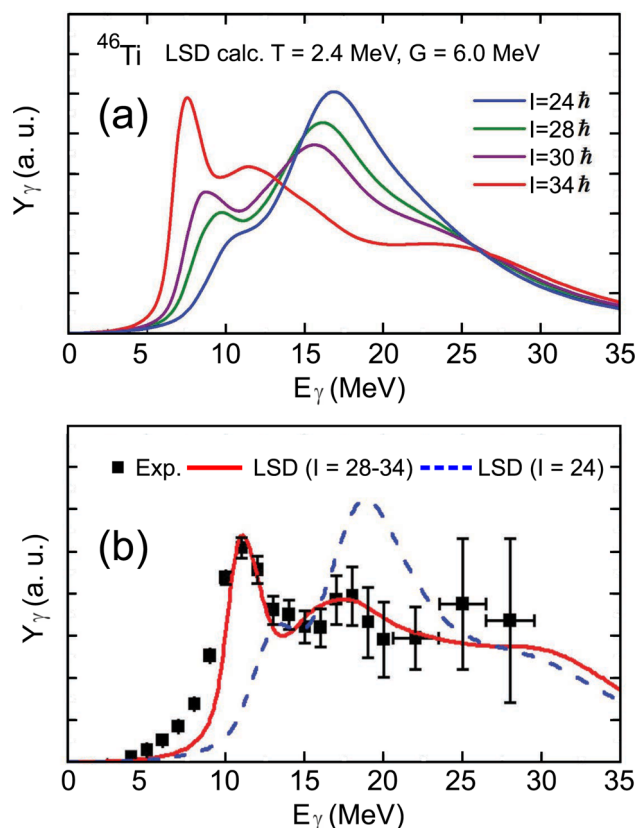 ⁴⁶Ti LSD calc. T = 2.4 MeV, G = 6.0 MeV
(a)
I=24ħ
I=28ħ
I=30ħ
I=34ħ
Yγ (a. u.)
0 5 10 15 20 25 30 35
Eγ (MeV)
Exp. LSD (I = 28-34) LSD (I = 24)
(b)
Yγ (a. u.)
0 5 10 15 20 25 30 35
Eγ (MeV)